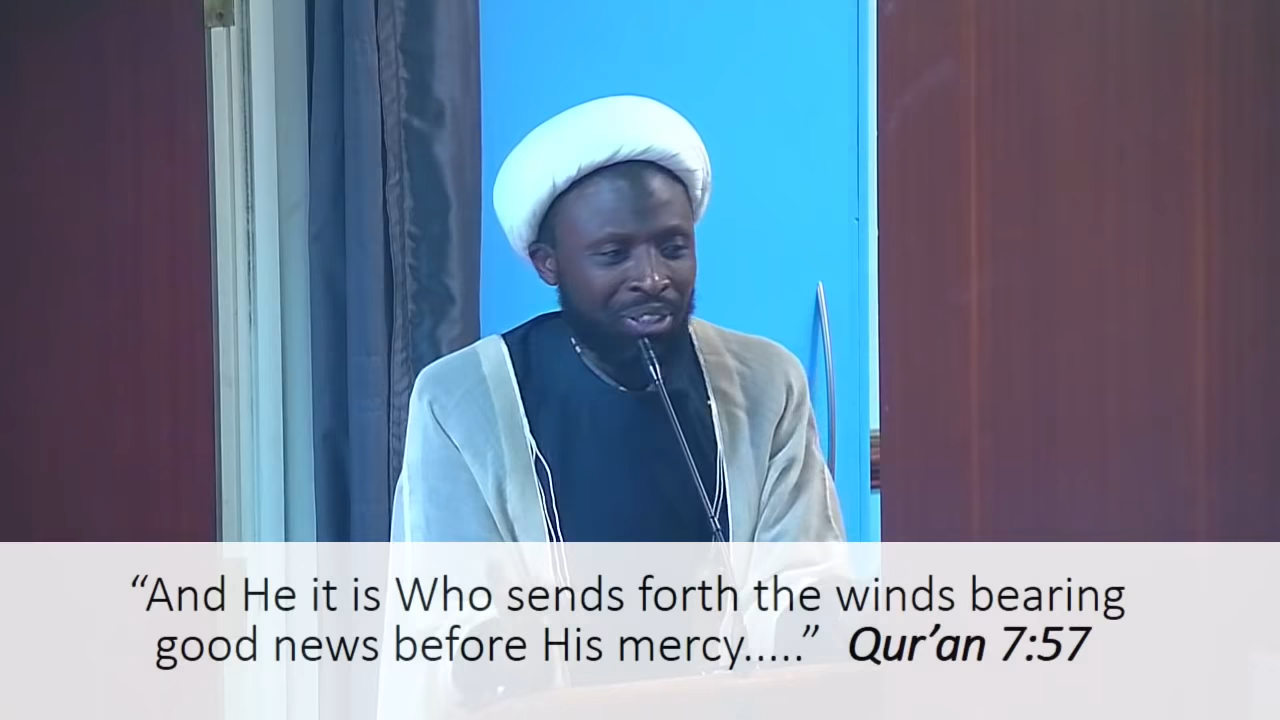 “And He it is Who sends forth the winds bearing
good news before His mercy.....” Qur’an 7:57